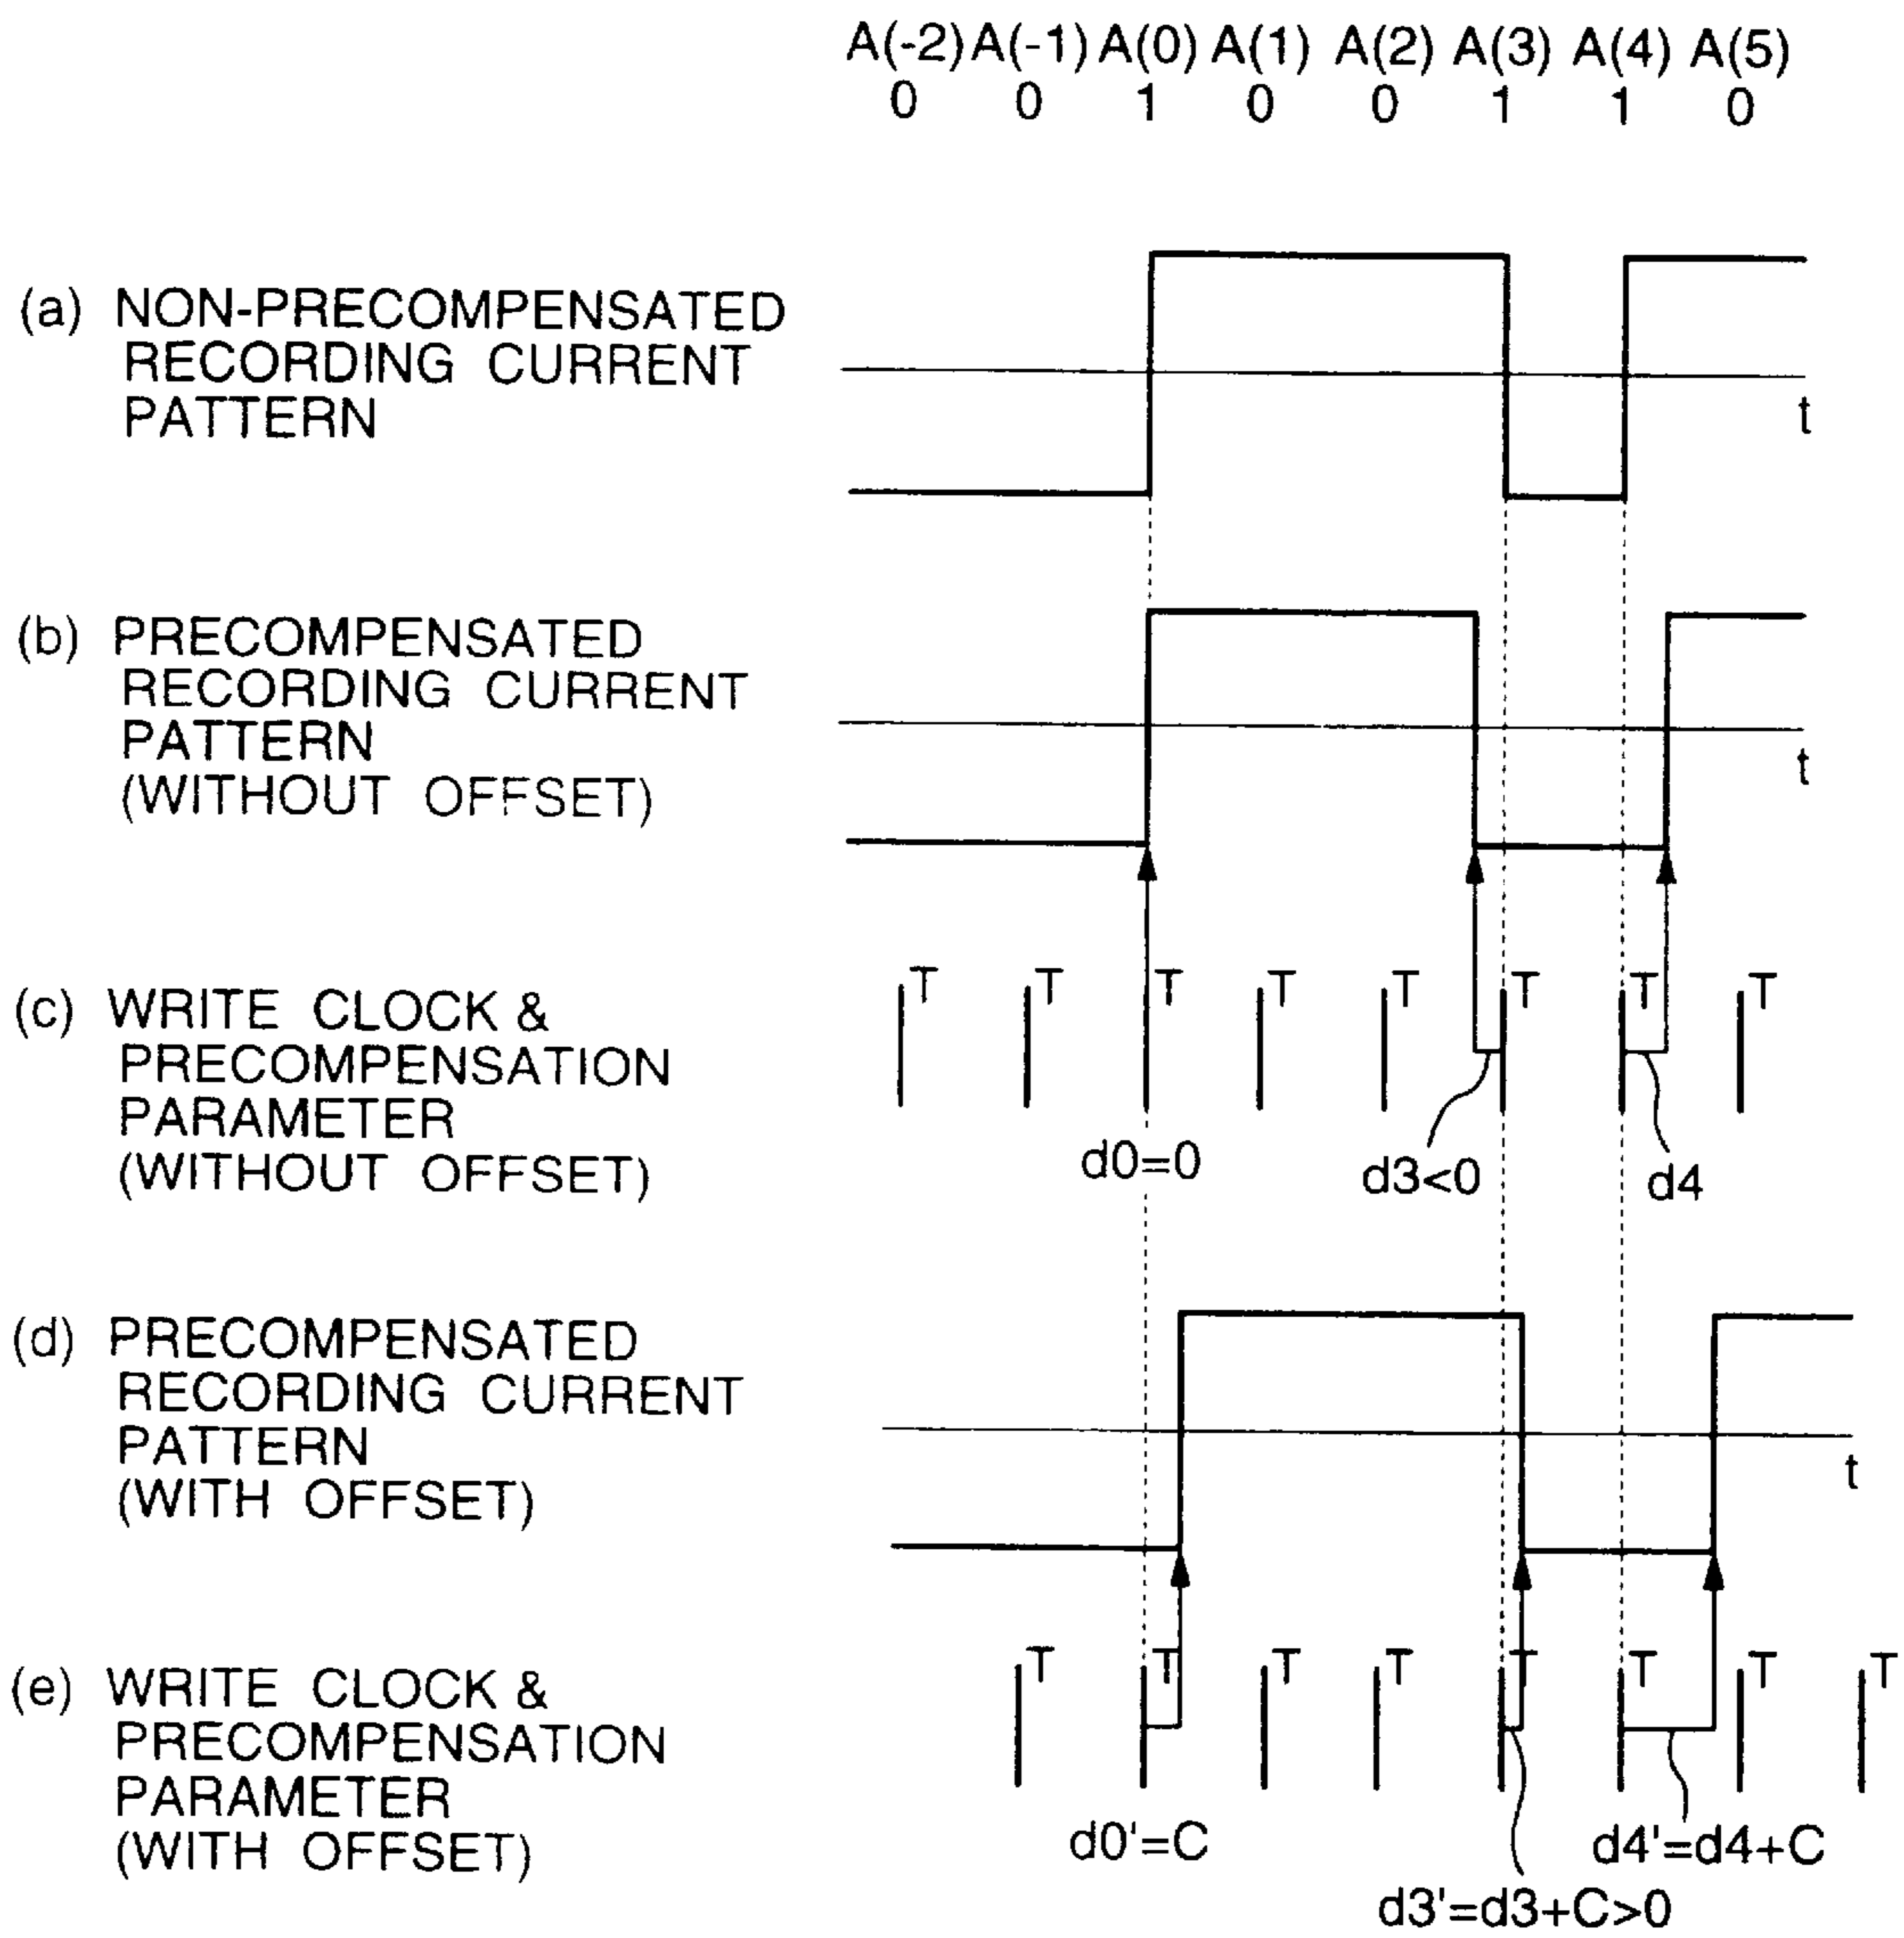 A(-2) A(-1) A(0) A(1) A(2) A(3) A(4) A(5)
0 0 1 0 0 1 1 0
(a) NON-PRECOMPENSATED
RECORDING CURRENT
PATTERN
t
(b) PRECOMPENSATED
RECORDING CURRENT
PATTERN
(WITHOUT OFFSET)
t
T T T T T T T T
(c) WRITE CLOCK &
PRECOMPENSATION
PARAMETER
(WITHOUT OFFSET)
d0=0 d3<0 d4
(d) PRECOMPENSATED
RECORDING CURRENT
PATTERN
(WITH OFFSET)
t
T T T T T T T T
(e) WRITE CLOCK &
PRECOMPENSATION
PARAMETER
(WITH OFFSET)
d0'=C d4'=d4+C
d3'=d3+C>0